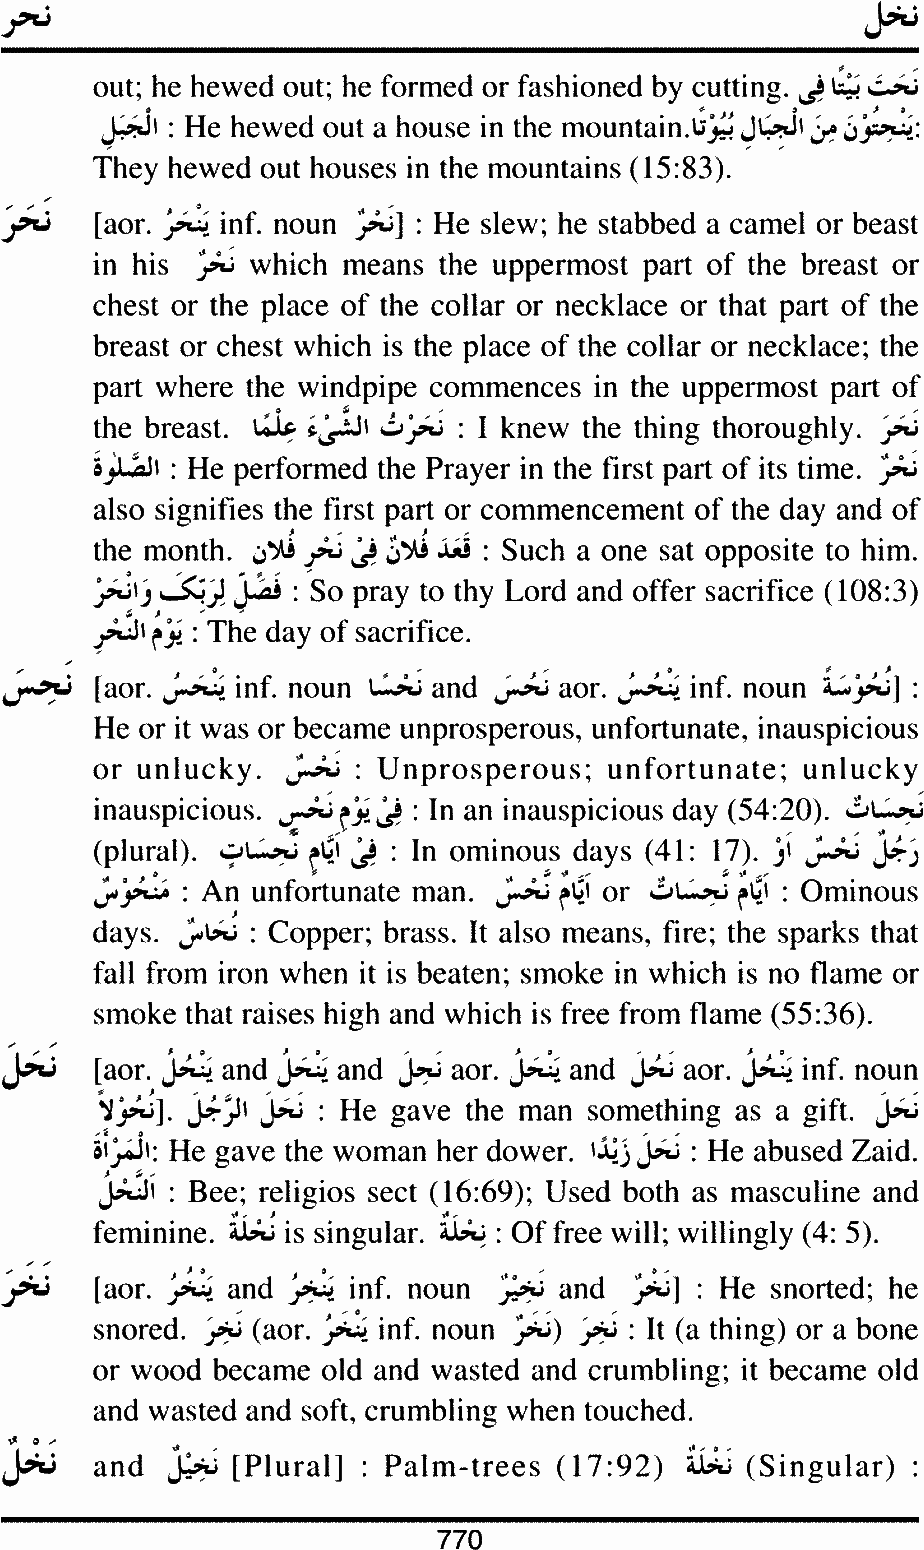 نحر نخل
out; he hewed out; he formed or fashioned by cutting. نَحَتَ بَيْتًا فِی
الْجَبَلِ : He hewed out a house in the mountain. يَنْحِتُوْنَ مِنَ الْجِبَالِ بُيُوْتًا:
They hewed out houses in the mountains (15:83).
نَحَرَ [aor. يَنْحَرُ inf. noun نَحْرٌ] : He slew; he stabbed a camel or beast
in his نَحْرٌ which means the uppermost part of the breast or
chest or the place of the collar or necklace or that part of the
breast or chest which is the place of the collar or necklace; the
part where the windpipe commences in the uppermost part of
the breast. نَحَرْتُ الشَّیْءَ عِلْمًا : I knew the thing thoroughly. نَحَرَ
الصَّلٰوةَ : He performed the Prayer in the first part of its time. نَحْرٌ
also signifies the first part or commencement of the day and of
the month. قَعَدَ فُلَانٌ فِیْ نَحْرِ فُلَانٍ : Such a one sat opposite to him.
فَصَلِّ لِرَبِّکَ وَانْحَرْ : So pray to thy Lord and offer sacrifice (108:3)
يَوْمُ النَّحْرِ : The day of sacrifice.
نَحِسَ [aor. يَنْحَسُ inf. noun نَحَسًا and نَحُسَ aor. يَنْحُسُ inf. noun نُحُوْسَةً] :
He or it was or became unprosperous, unfortunate, inauspicious
or unlucky. نَحْسٌ : Unprosperous; unfortunate; unlucky
inauspicious. فِیْ يَوْمِ نَحْسٍ : In an inauspicious day (54:20). نَحِسَاتٌ
(plural). فِیْ اَيَّامٍ نَّحِسَاتٍ : In ominous days (41: 17). رَجُلٌ نَحْسٌ أَوْ
مَنْحُوْسٌ : An unfortunate man. اَيَّامٌ نَحْسٌ or اَيَّامٌ نَحِسَاتٌ : Ominous
days. نُحَاسٌ : Copper; brass. It also means, fire; the sparks that
fall from iron when it is beaten; smoke in which is no flame or
smoke that raises high and which is free from flame (55:36).
نَحَلَ [aor. يَنْحُلُ and يَنْحَلُ and نَحِلَ aor. يَنْحَلُ and نَحُلَ aor. يَنْحُلُ inf. noun
نُحُوْلًا]. نَحَلَ الرَّجُلَ : He gave the man something as a gift. نَحَلَ
الْمَرْأَةَ: He gave the woman her dower. نَحَلَ زَيْدًا : He abused Zaid.
اَلنَّحْلُ : Bee; religios sect (16:69); Used both as masculine and
feminine. نَحْلَةٌ is singular. نِحْلَةٌ : Of free will; willingly (4: 5).
نَخَرَ [aor. يَنْخُرُ and يَنْخِرُ inf. noun نَخِيْرٌ and نَخْرٌ] : He snorted; he
snored. نَخِرَ (aor. يَنْخَرُ inf. noun نَخَرٌ) نَخِرَ : It (a thing) or a bone
or wood became old and wasted and crumbling; it became old
and wasted and soft, crumbling when touched.
نَخْلٌ and نَخِيْلٌ [Plural] : Palm-trees (17:92) نَخْلَةٌ (Singular) :
770